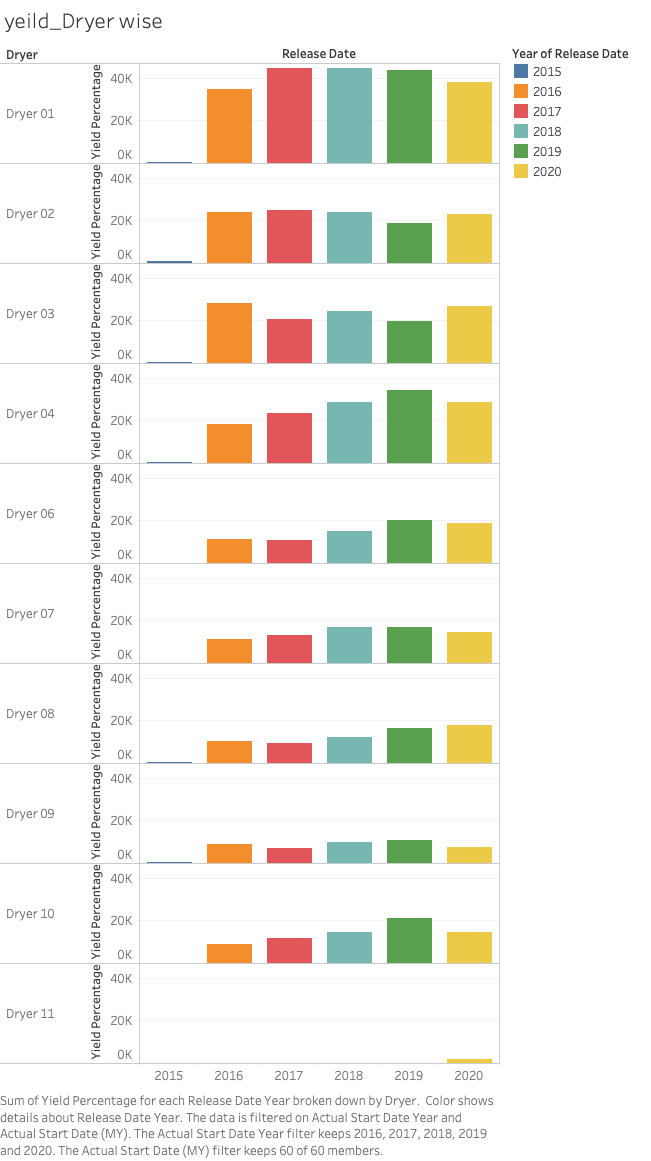 yeild_Dryer wise
Dryer
Release Date
Year of Release Date
2015
2016
2017
2018
2019
2020
Dryer 01
Yield Percentage
40K
20K
0K
Dryer 02
Yield Percentage
40K
20K
0K
Dryer 03
Yield Percentage
40K
20K
0K
Dryer 04
Yield Percentage
40K
20K
0K
Dryer 06
Yield Percentage
40K
20K
0K
Dryer 07
Yield Percentage
40K
20K
0K
Dryer 08
Yield Percentage
40K
20K
0K
Dryer 09
Yield Percentage
40K
20K
0K
Dryer 10
Yield Percentage
40K
20K
0K
Dryer 11
Yield Percentage
40K
20K
0K
2015 2016 2017 2018 2019 2020
Sum of Yield Percentage for each Release Date Year broken down by Dryer. Color shows
details about Release Date Year. The data is filtered on Actual Start Date Year and
Actual Start Date (MY). The Actual Start Date Year filter keeps 2016, 2017, 2018, 2019
and 2020. The Actual Start Date (MY) filter keeps 60 of 60 members.